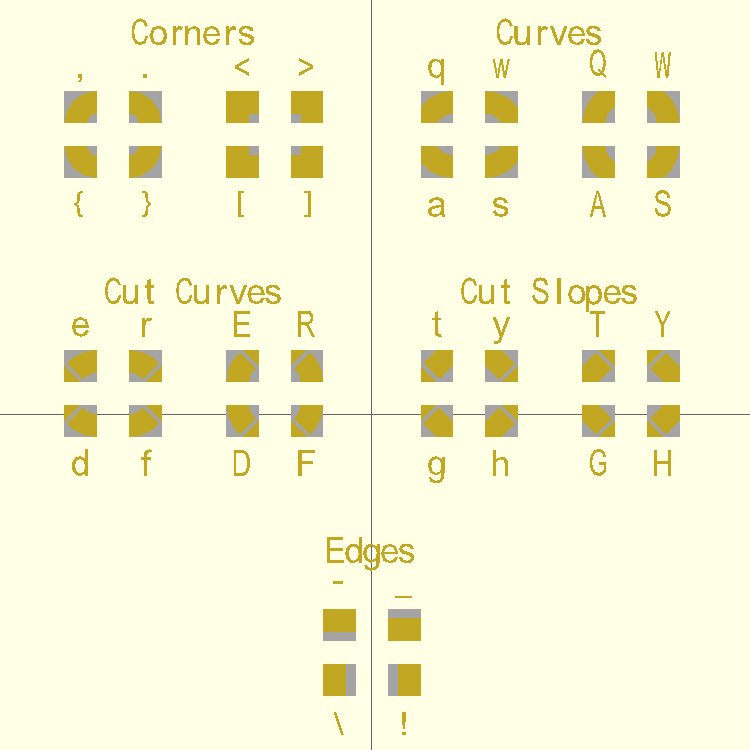 Corners
, . < >
{ } [ ]
Curves
q w Q W
a s A S
Cut Curves
e r E R
d f D F
Cut Slopes
t y T Y
g h G H
Edges
- _
\ !